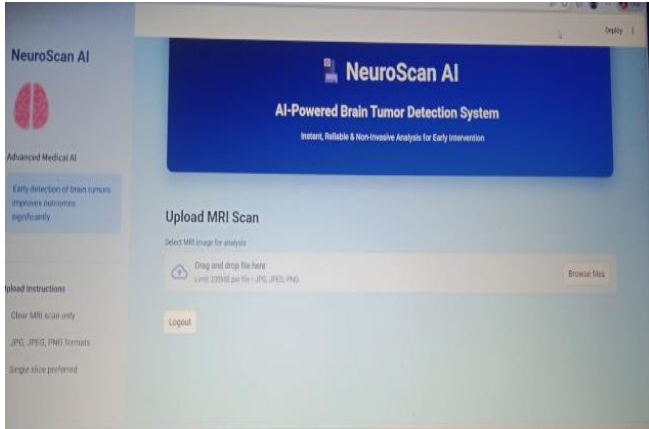 Deploy
NeuroScan AI
Advanced Medical AI
Early detection of brain tumors
improves outcomes
significantly
Upload Instructions
Clear MRI scan only
JPG, JPEG, PNG formats
Single slice preferred
NeuroScan AI
AI-Powered Brain Tumor Detection System
Instant, Reliable & Non-Invasive Analysis for Early Intervention
Upload MRI Scan
Select MRI image for analysis
Drag and drop file here
Limit 200MB per file • JPG, JPEG, PNG
Browse files
Logout